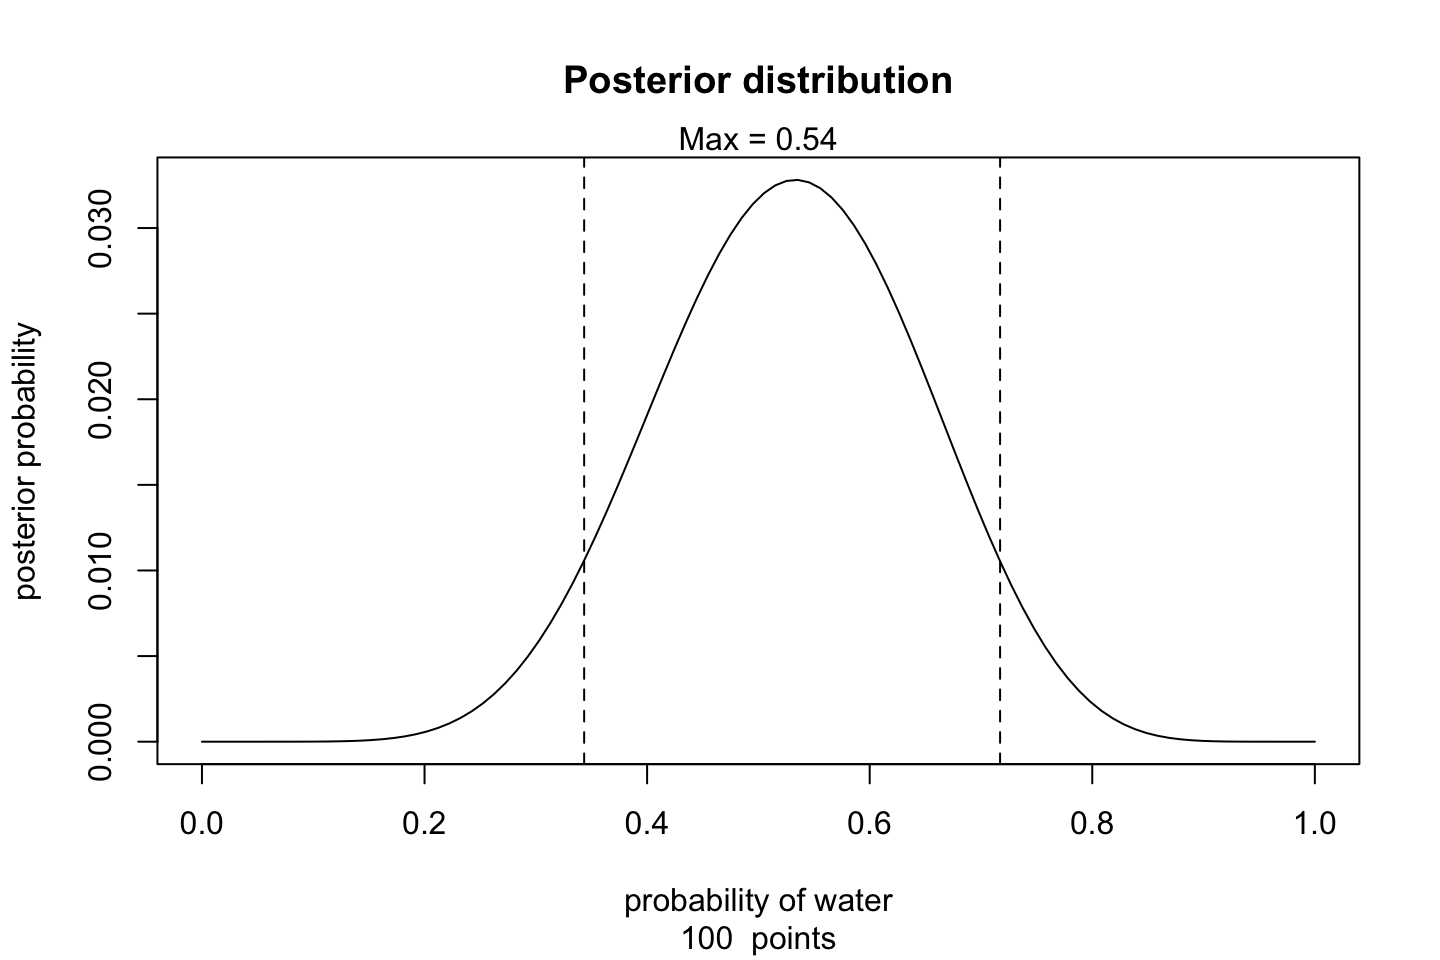 Posterior distribution
Max = 0.54
posterior probability
0.030
0.020
0.010
0.000
0.0 0.2 0.4 0.6 0.8 1.0
probability of water
100 points